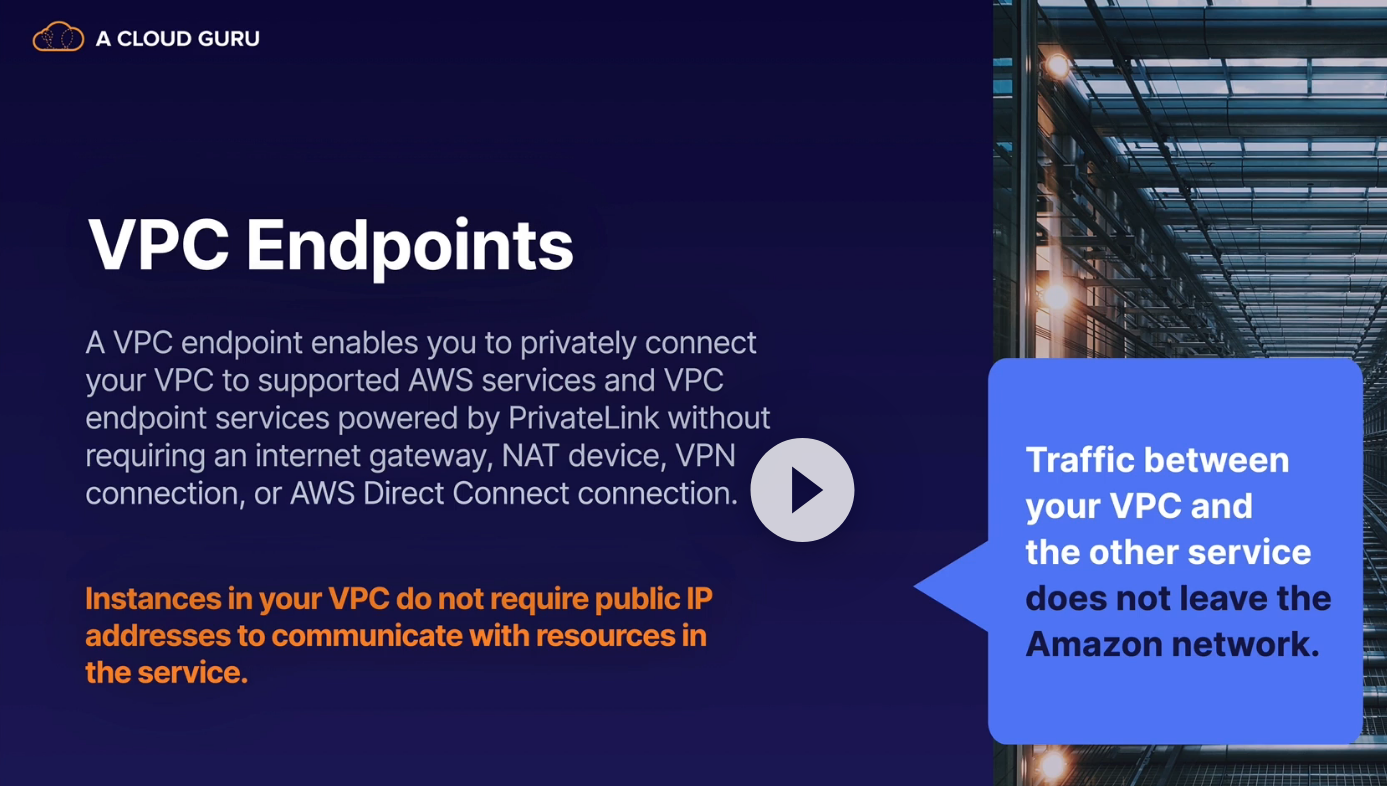 A CLOUD GURU
VPC Endpoints
A VPC endpoint enables you to privately connect
your VPC to supported AWS services and VPC
endpoint services powered by PrivateLink without
requiring an internet gateway, NAT device, VPN
connection, or AWS Direct Connect connection.
Instances in your VPC do not require public IP
addresses to communicate with resources in
the service.
Traffic between
your VPC and
the other service
does not leave the
Amazon network.